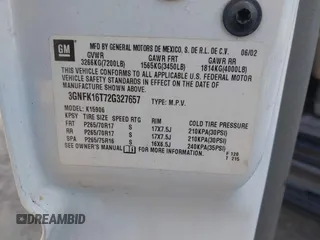 GM
MFD BY GENERAL MOTORS DE MEXICO, S. DE R.L. DE C.V. 06/02
GVWR GAWR FRT GAWR RR
3266KG(7200LB) 1565KG(3450LB) 1814KG(4000LB)
THIS VEHICLE CONFORMS TO ALL APPLICABLE U.S. FEDERAL MOTOR
VEHICLE SAFETY STANDARDS IN EFFECT ON THE DATE OF
MANUFACTURE SHOWN ABOVE.
3GNFK16T72G327657 TYPE: M.P.V.
MODEL: K15906
KPSY TIRE SIZE SPEED RTG RIM COLD TIRE PRESSURE
FRT P265/70R17 S 17X7.5J 210KPA(30PSI)
RR P265/70R17 S 17X7.5J 210KPA(30PSI)
SPA P265/75R16 S 16X6.5J 240KPA(35PSI)
SEE OWNER'S MANUAL FOR ADDITIONAL INFORMATION
DREAMBID